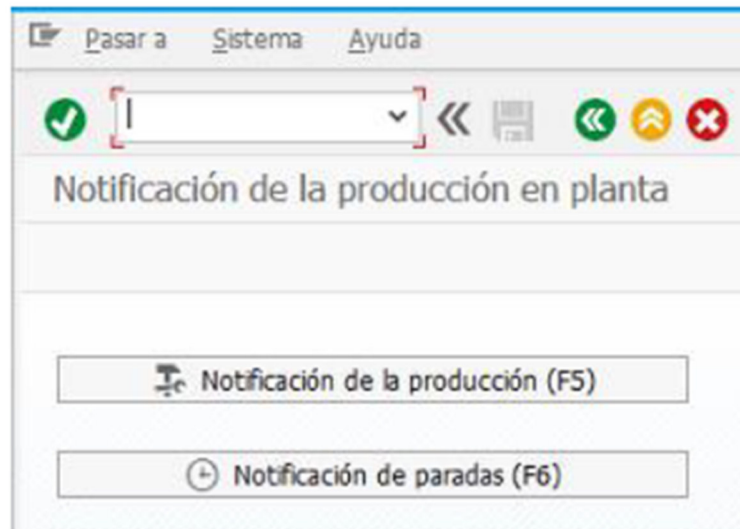 Pasar a Sistema Ayuda
Notificación de la producción en planta
Notificación de la producción (F5)
Notificación de paradas (F6)